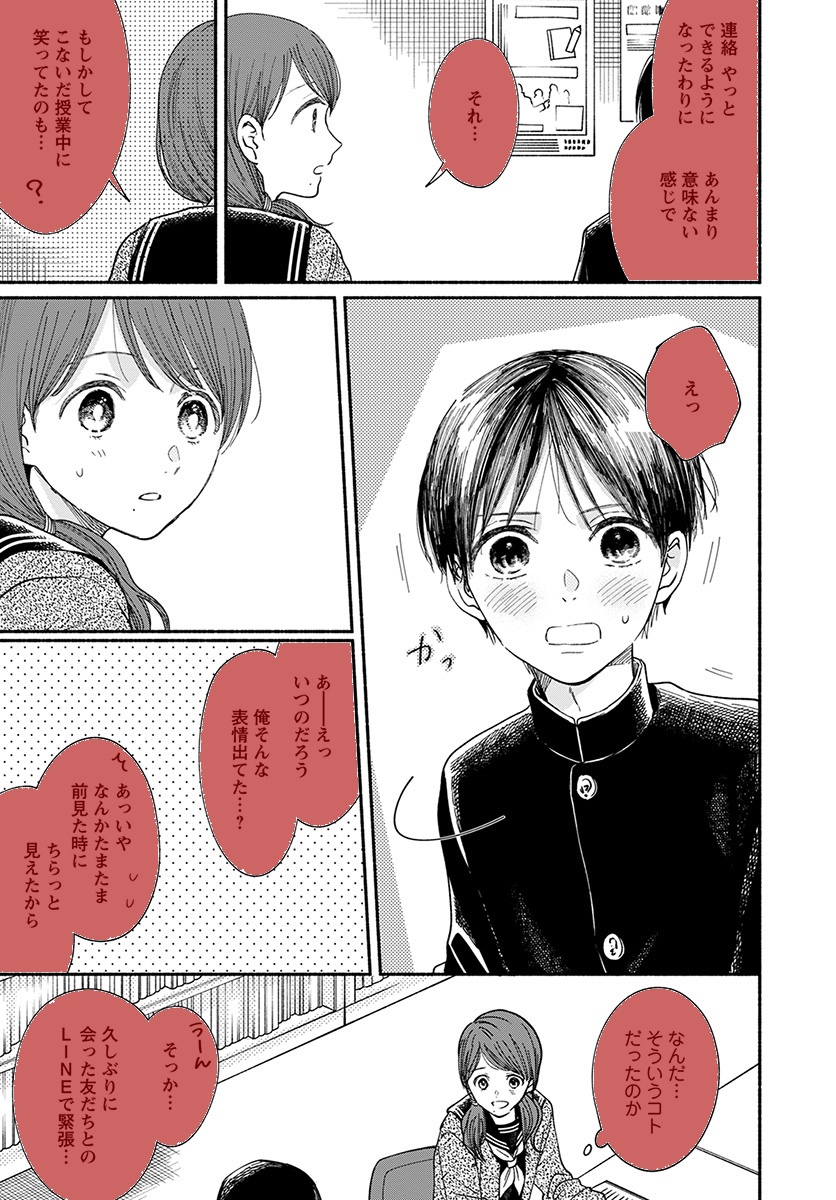 連絡 やっと
できるように
なったわりに
あんまり
意味ない
感じで
それ…
もしかして
こないだ授業中に
笑ってたのも…
?
えっ
かっ
あ──えっ
いつのだろう
俺そんな
表情出てた…?
あっいや
なんかたまたま
前見た時に
ちらっと
見えたから
なんだ…
そういうコト
だったのか
うーん
そっか…
久しぶりに
会った友だちとの
LINEで緊張…